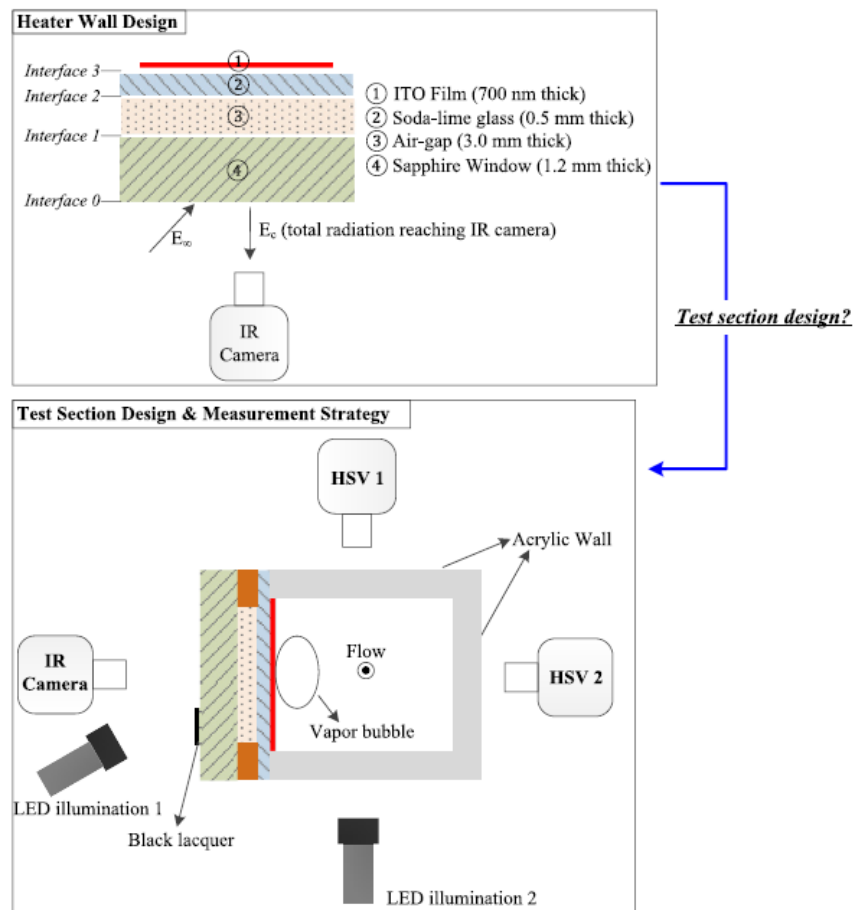 Heater Wall Design
Interface 3
Interface 2
Interface 1
Interface 0
①
②
③
④
① ITO Film (700 nm thick)
② Soda-lime glass (0.5 mm thick)
③ Air-gap (3.0 mm thick)
④ Sapphire Window (1.2 mm thick)
E∞
Ec (total radiation reaching IR camera)
IR
Camera
Test section design?
Test Section Design & Measurement Strategy
HSV 1
Acrylic Wall
IR
Camera
Flow
HSV 2
Vapor bubble
LED illumination 1
Black lacquer
LED illumination 2